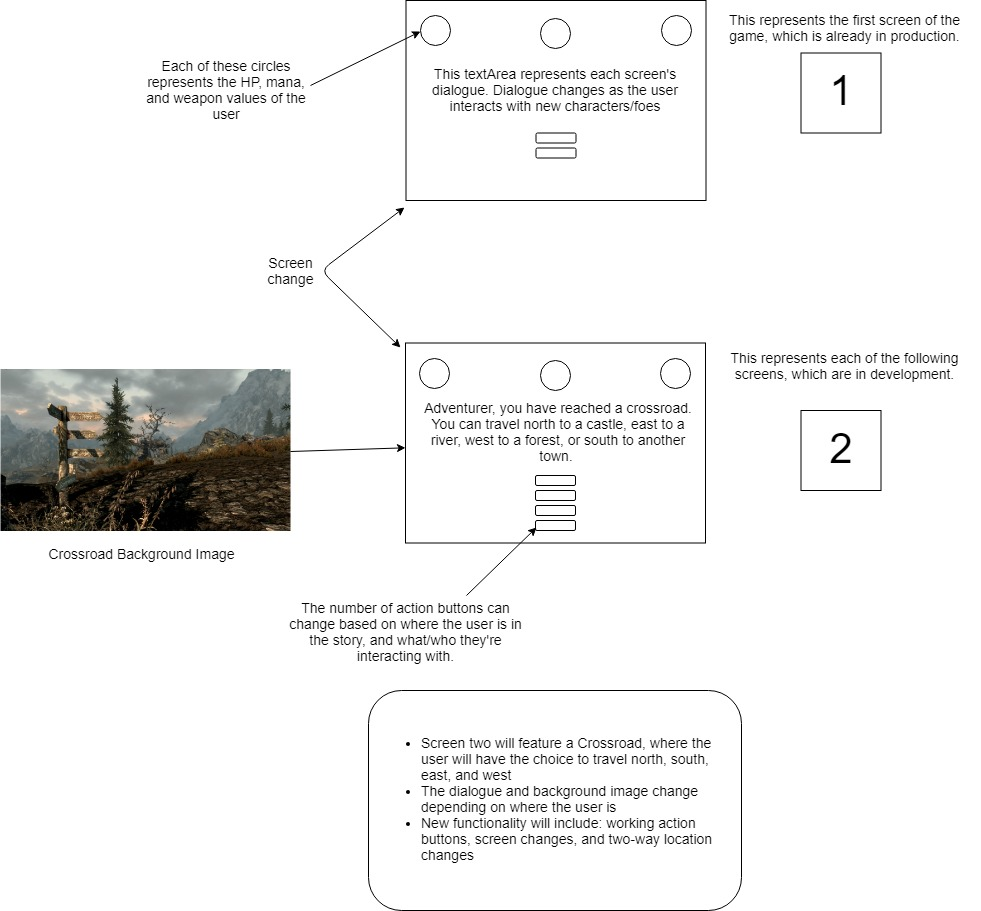 This represents the first screen of the
game, which is already in production.
1
Each of these circles
represents the HP, mana,
and weapon values of the
user
This textArea represents each screen's
dialogue. Dialogue changes as the user
interacts with new characters/foes
Screen
change
This represents each of the following
screens, which are in development.
2
Adventurer, you have reached a crossroad.
You can travel north to a castle, east to a
river, west to a forest, or south to another
town.
Crossroad Background Image
The number of action buttons can
change based on where the user is in
the story, and what/who they're
interacting with.
• Screen two will feature a Crossroad, where the
user will have the choice to travel north, south,
east, and west
• The dialogue and background image change
depending on where the user is
• New functionality will include: working action
buttons, screen changes, and two-way location
changes